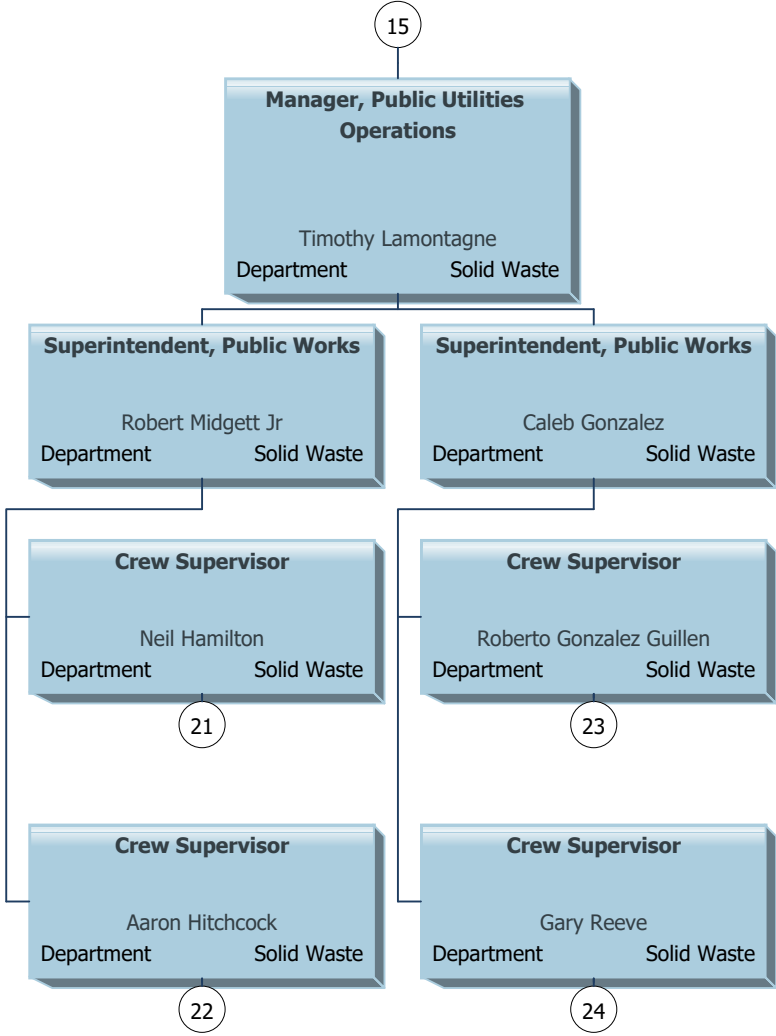 15
Manager, Public Utilities
Operations
Timothy Lamontagne
Department Solid Waste
Superintendent, Public Works
Robert Midgett Jr
Department Solid Waste
Superintendent, Public Works
Caleb Gonzalez
Department Solid Waste
Crew Supervisor
Neil Hamilton
Department Solid Waste
21
Crew Supervisor
Roberto Gonzalez Guillen
Department Solid Waste
23
Crew Supervisor
Aaron Hitchcock
Department Solid Waste
22
Crew Supervisor
Gary Reeve
Department Solid Waste
24